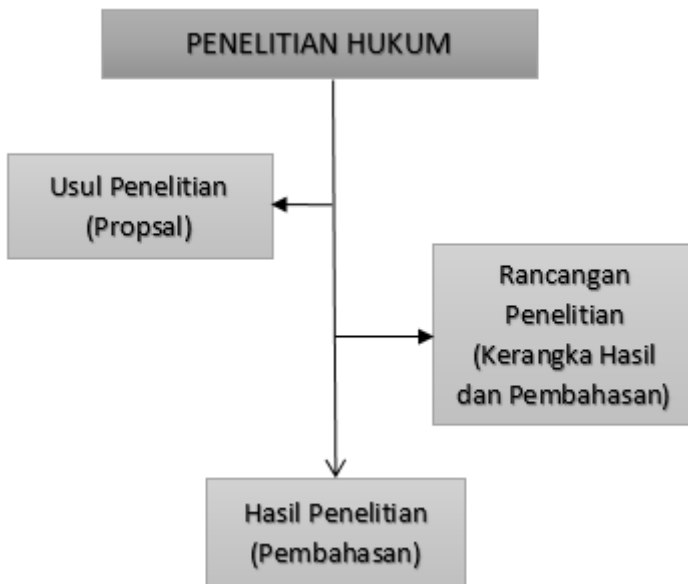 PENELITIAN HUKUM
Usul Penelitian
(Propsal)
Rancangan
Penelitian
(Kerangka Hasil
dan Pembahasan)
Hasil Penelitian
(Pembahasan)